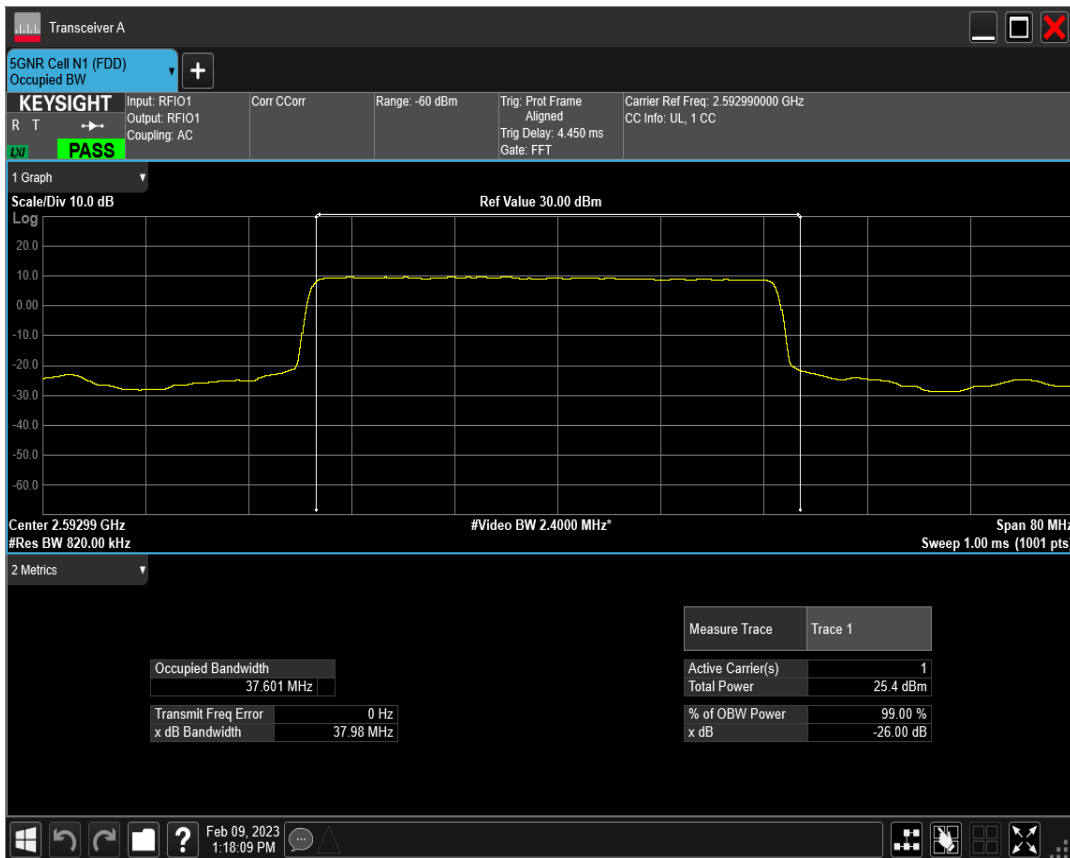 Transceiver A
5GNR Cell N1 (FDD)
Occupied BW
KEYSIGHT
R T
LXI
PASS
Input: RFIO1
Output: RFIO1
Coupling: AC
Corr CCorr
Range: -60 dBm
Trig: Prot Frame
Aligned
Trig Delay: 4.450 ms
Gate: FFT
Carrier Ref Freq: 2.592990000 GHz
CC Info: UL, 1 CC
1 Graph
Scale/Div 10.0 dB
Ref Value 30.00 dBm
Log
20.0
10.0
0.00
-10.0
-20.0
-30.0
-40.0
-50.0
-60.0
Center 2.59299 GHz
#Video BW 2.4000 MHz*
Span 80 MHz
#Res BW 820.00 kHz
Sweep 1.00 ms (1001 pts)
2 Metrics
Measure Trace Trace 1
Occupied Bandwidth
37.601 MHz
Active Carrier(s) 1
Total Power 25.4 dBm
Transmit Freq Error 0 Hz
x dB Bandwidth 37.98 MHz
% of OBW Power 99.00 %
x dB -26.00 dB
Feb 09, 2023
1:18:09 PM